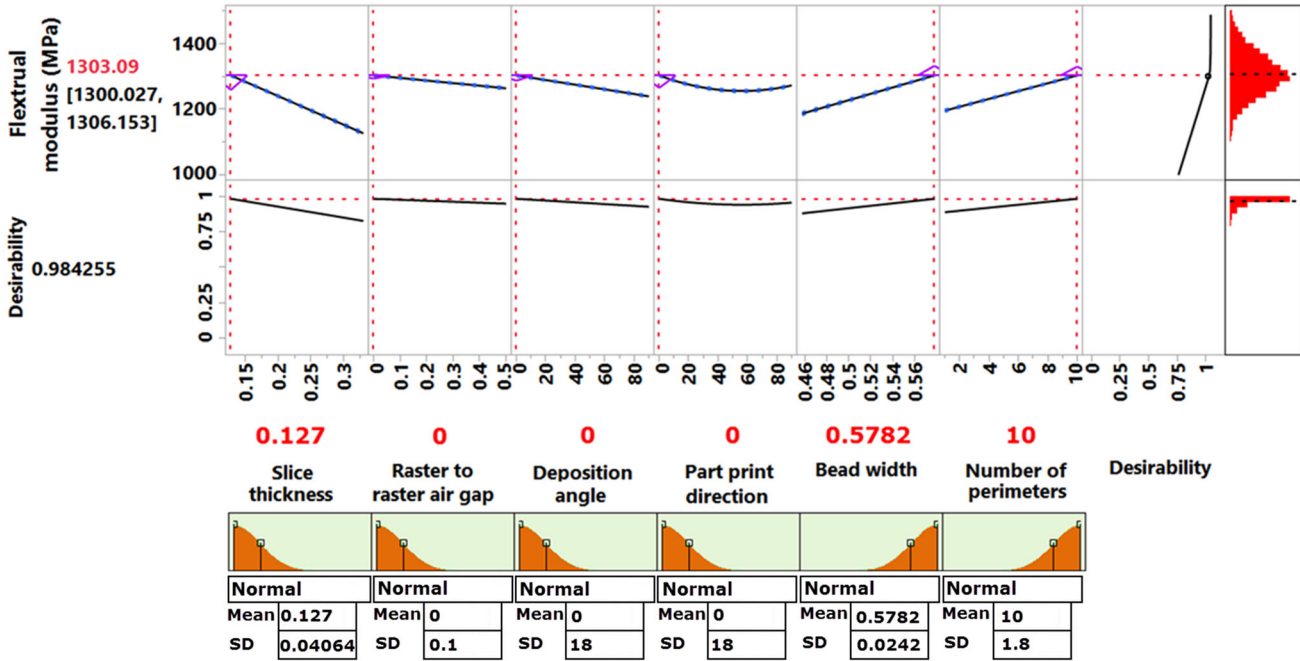 Flextrual
modulus (MPa)
1303.09
[1300.027,
1306.153]
1400
1200
1000
Desirability
0.984255
1
0.75
0.25
0
0.15 0.2 0.25 0.3
0 0.1 0.2 0.3 0.4 0.5
0 20 40 60 80
0 20 40 60 80
0.46 0.48 0.5 0.52 0.54 0.56
2 4 6 8 10
0 0.25 0.5 0.75 1
0.127 0 0 0 0.5782 10
Slice
thickness
Raster to
raster air gap
Deposition
angle
Part print
direction
Bead width
Number of
perimeters
Desirability
Normal Normal Normal Normal Normal Normal
Mean 0.127 Mean 0 Mean 0 Mean 0 Mean 0.5782 Mean 10
SD 0.04064 SD 0.1 SD 18 SD 18 SD 0.0242 SD 1.8